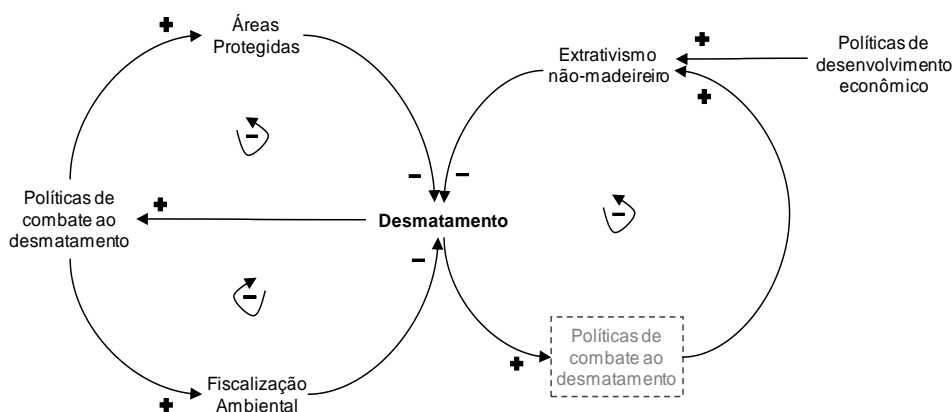 Áreas
Protegidas
Extrativismo
não-madeireiro
Políticas de
desenvolvimento
econômico
Políticas de
combate ao
desmatamento
Desmatamento
Políticas de
combate ao
desmatamento
Fiscalização
Ambiental